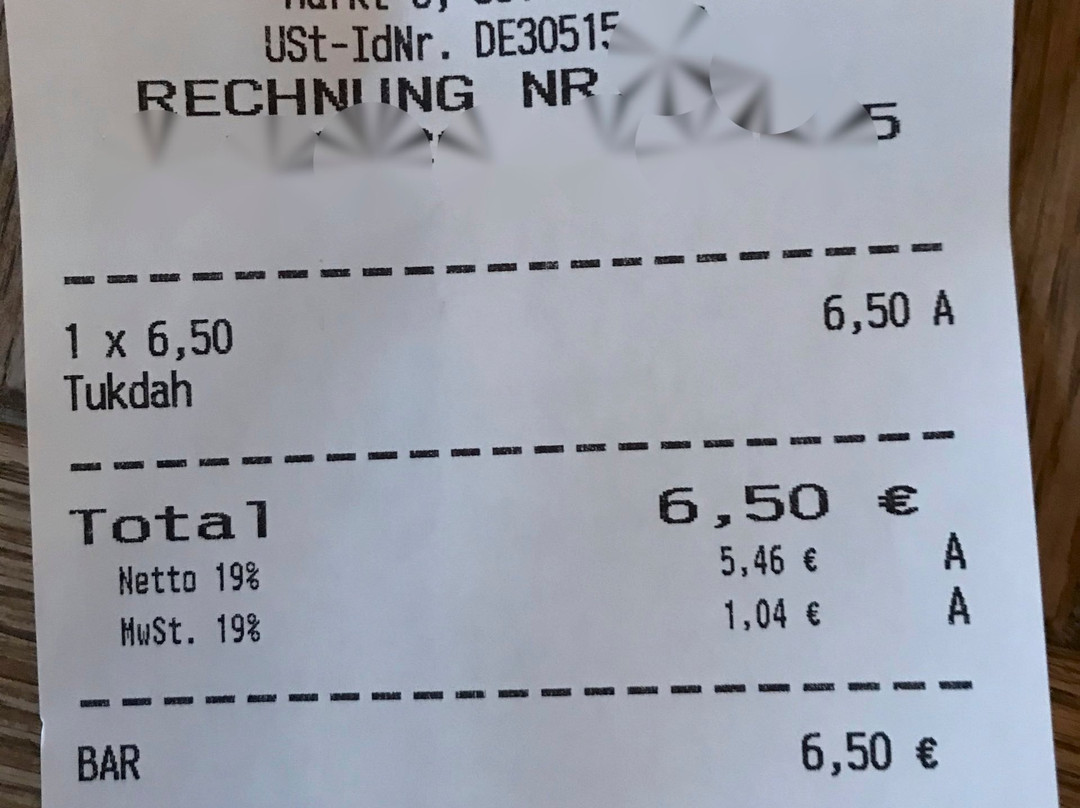 USt-IdNr. DE30515
RECHNUNG NR
5
1 x 6,50 6,50 A
Tukdah
Total 6,50 €
Netto 19% 5,46 € A
MwSt. 19% 1,04 € A
BAR 6,50 €